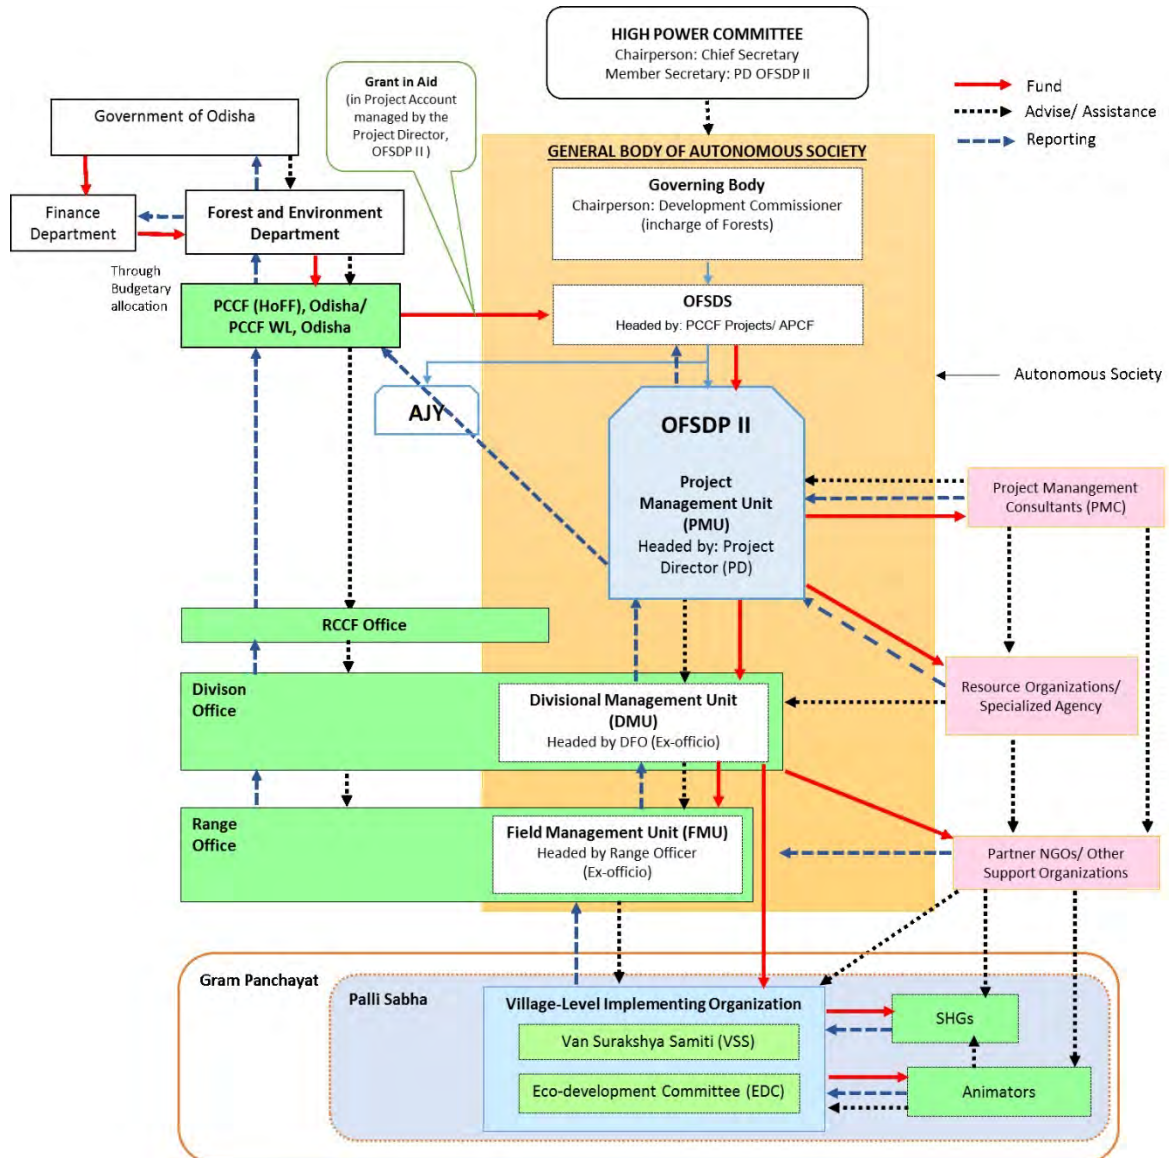 HIGH POWER COMMITTEE
Chairperson: Chief Secretary
Member Secretary: PD OFSDP II
Grant in Aid
(in Project Account
managed by the
Project Director,
OFSDP II )
Fund
Advise/ Assistance
Reporting
Government of Odisha
GENERAL BODY OF AUTONOMOUS SOCIETY
Governing Body
Chairperson: Development Commissioner
(incharge of Forests)
Finance
Department
Forest and Environment
Department
Through
Budgetary
allocation
PCCF (HoFF), Odisha/
PCCF WL, Odisha
OFSDS
Headed by: PCCF Projects/ APCF
Autonomous Society
AJY
OFSDP II
Project
Management Unit
(PMU)
Headed by: Project
Director (PD)
Project Manangement
Consultants (PMC)
RCCF Office
Divison
Office
Divisional Management Unit
(DMU)
Headed by DFO (Ex-officio)
Resource Organizations/
Specialized Agency
Range
Office
Field Management Unit (FMU)
Headed by Range Officer
(Ex-officio)
Partner NGOs/ Other
Support Organizations
Gram Panchayat
Palli Sabha
Village-Level Implementing Organization
Van Surakshya Samiti (VSS)
Eco-development Committee (EDC)
SHGs
Animators